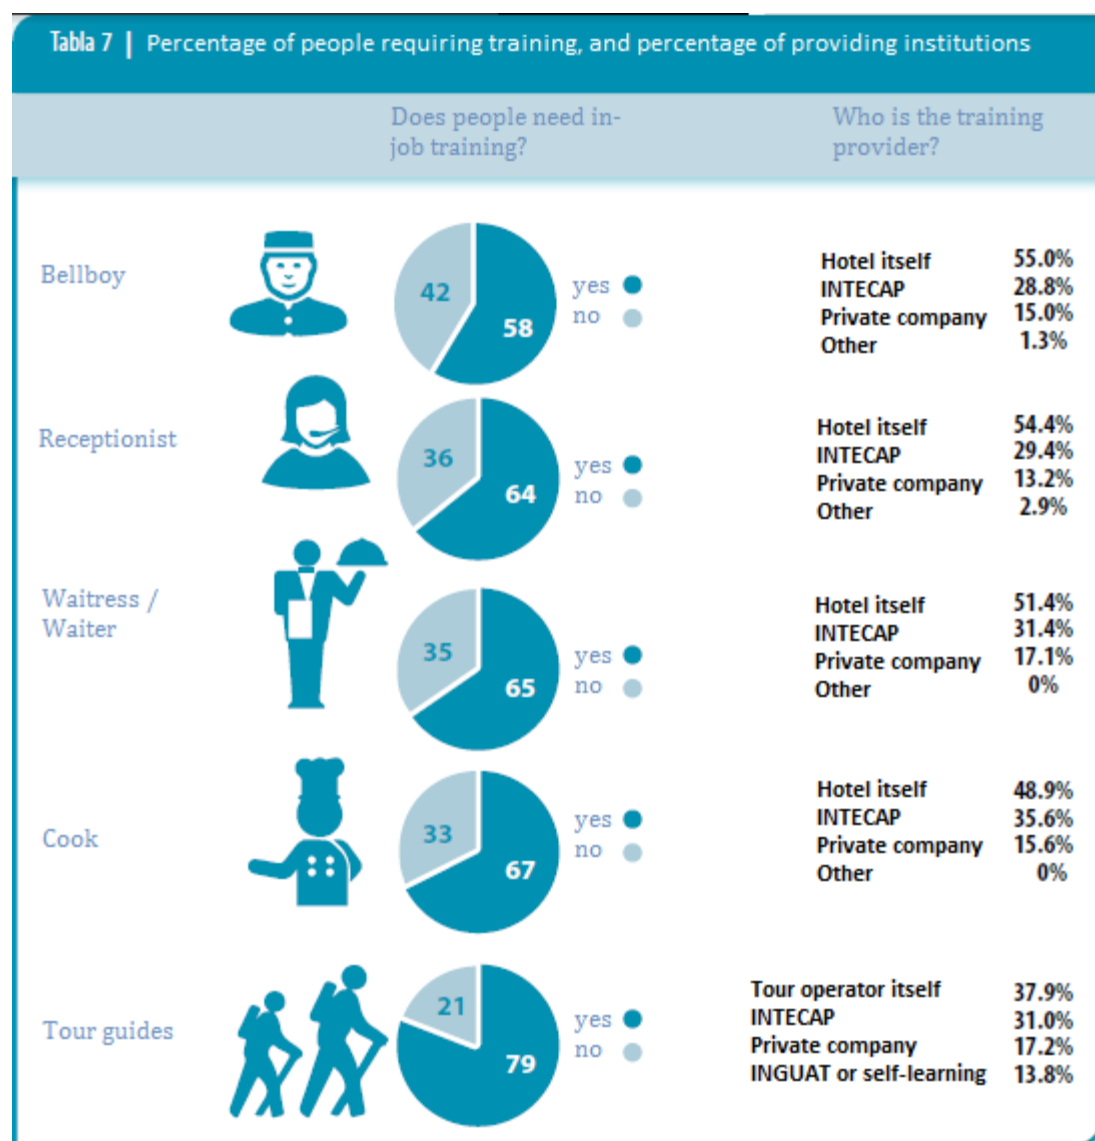 Tabla 7 | Percentage of people requiring training, and percentage of providing institutions
Does people need in-
job training?
Who is the training
provider?
Bellboy
42
58
yes
no
Hotel itself 55.0%
INTECAP 28.8%
Private company 15.0%
Other 1.3%
Receptionist
36
64
yes
no
Hotel itself 54.4%
INTECAP 29.4%
Private company 13.2%
Other 2.9%
Waitress /
Waiter
35
65
yes
no
Hotel itself 51.4%
INTECAP 31.4%
Private company 17.1%
Other 0%
Cook
33
67
yes
no
Hotel itself 48.9%
INTECAP 35.6%
Private company 15.6%
Other 0%
Tour guides
21
79
yes
no
Tour operator itself 37.9%
INTECAP 31.0%
Private company 17.2%
INGUAT or self-learning 13.8%